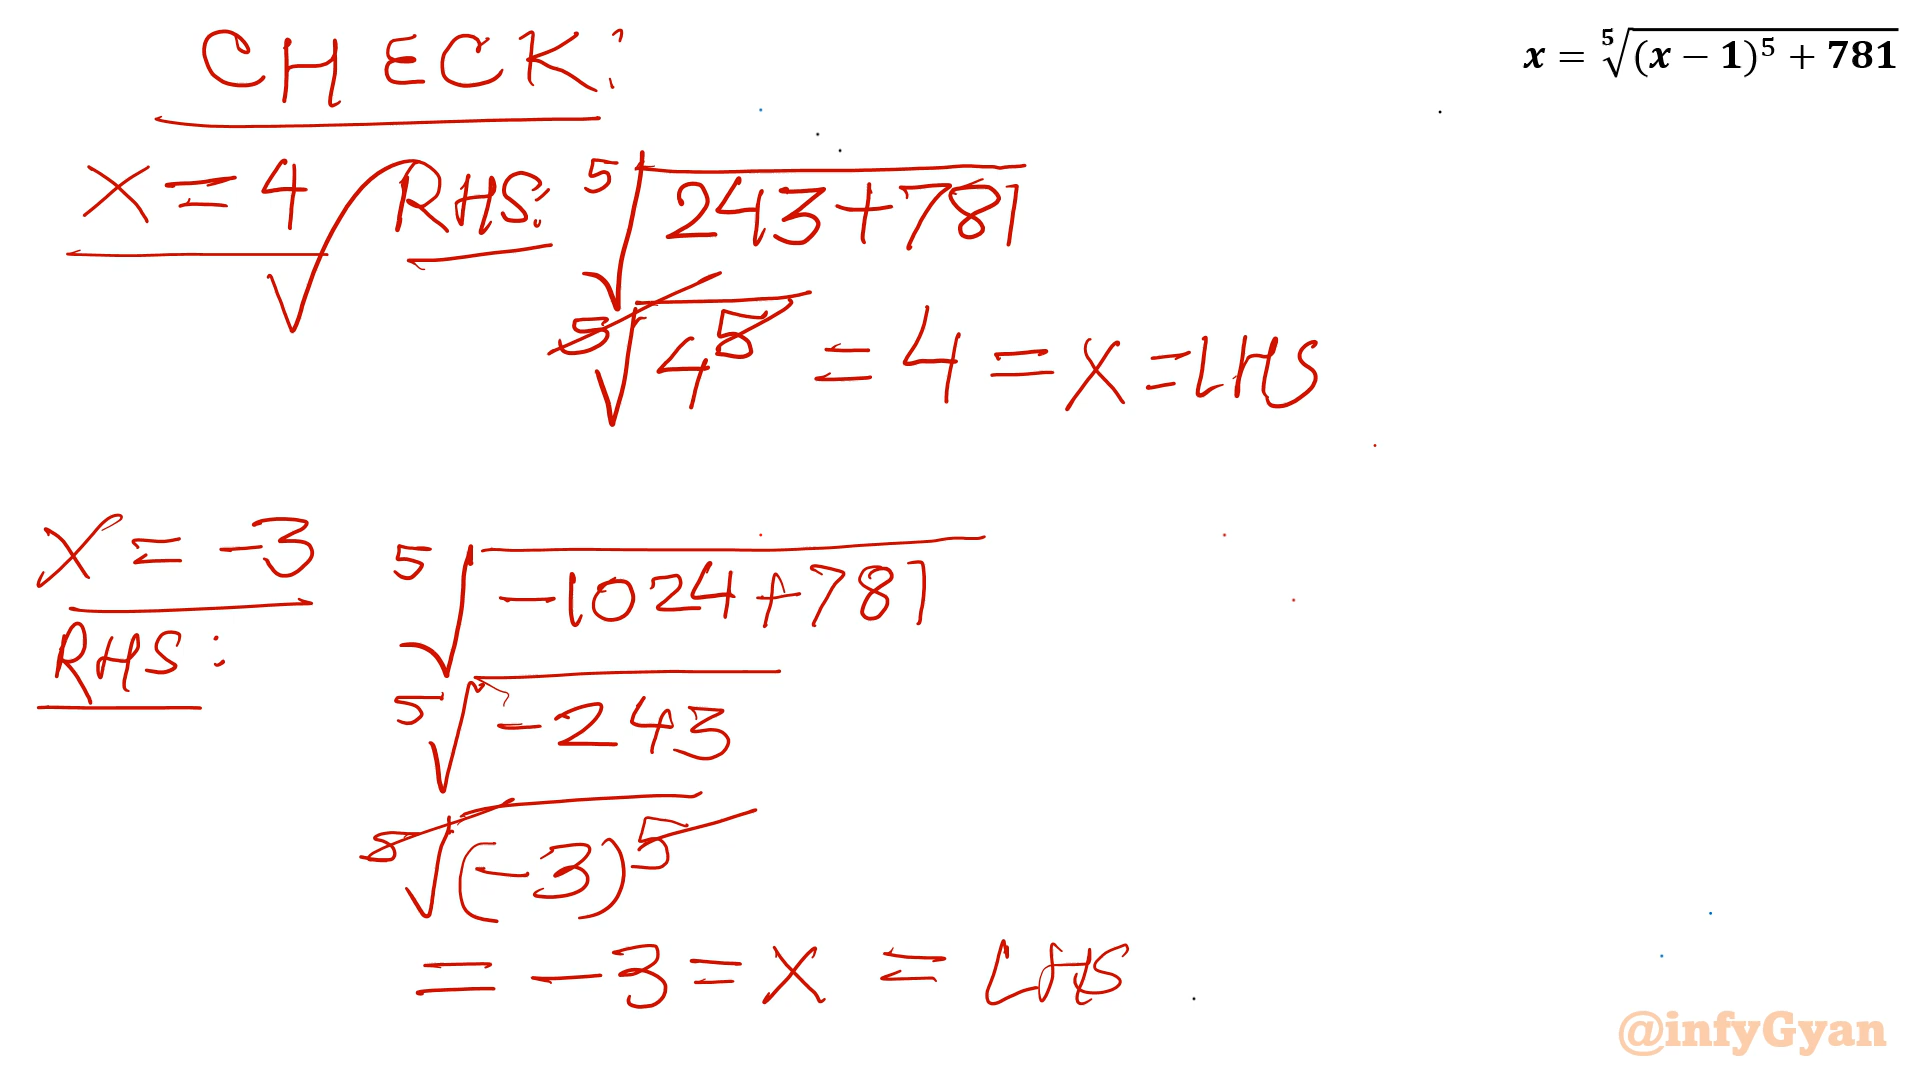 CHECK:
x = ⁵√((x − 1)⁵ + 781)
x = 4 √ RHS: ⁵√(243+781)
⁵√(4⁵) = 4 = x = LHS
x = -3 ⁵√(-1024+781)
RHS:
⁵√(-243)
⁵√((-3)⁵)
= -3 = x = LHS
@infyGyan